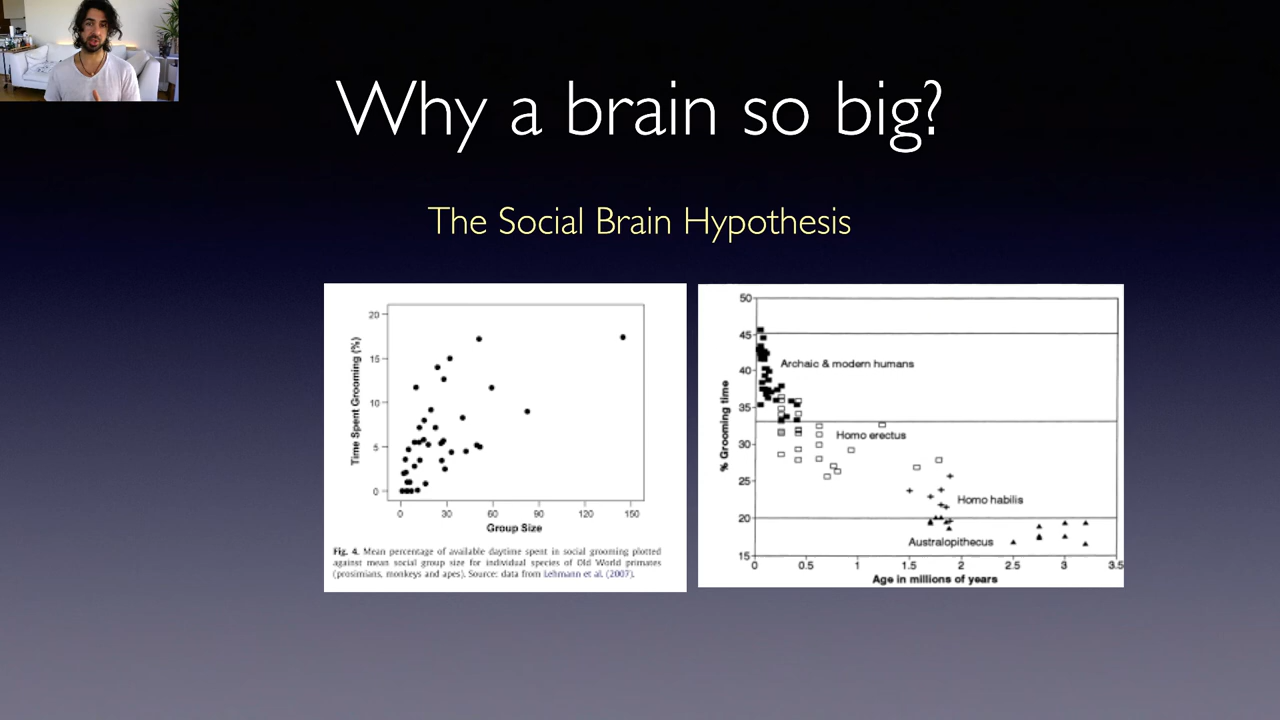 Why a brain so big?
The Social Brain Hypothesis
Time Spent Grooming (%)
20
15
10
5
0
0 30 60 90 120 150
Group Size
Fig. 4. Mean percentage of available daytime spent in social grooming plotted
against mean social group size for individual species of Old World primates
(prosimians, monkeys and apes). Source: data from Lehmann et al. (2007).
% Grooming time
50
45
40
35
30
25
20
15
Archaic & modern humans
Homo erectus
Homo habilis
Australopithecus
0 0.5 1 1.5 2 2.5 3 3.5
Age in millions of years